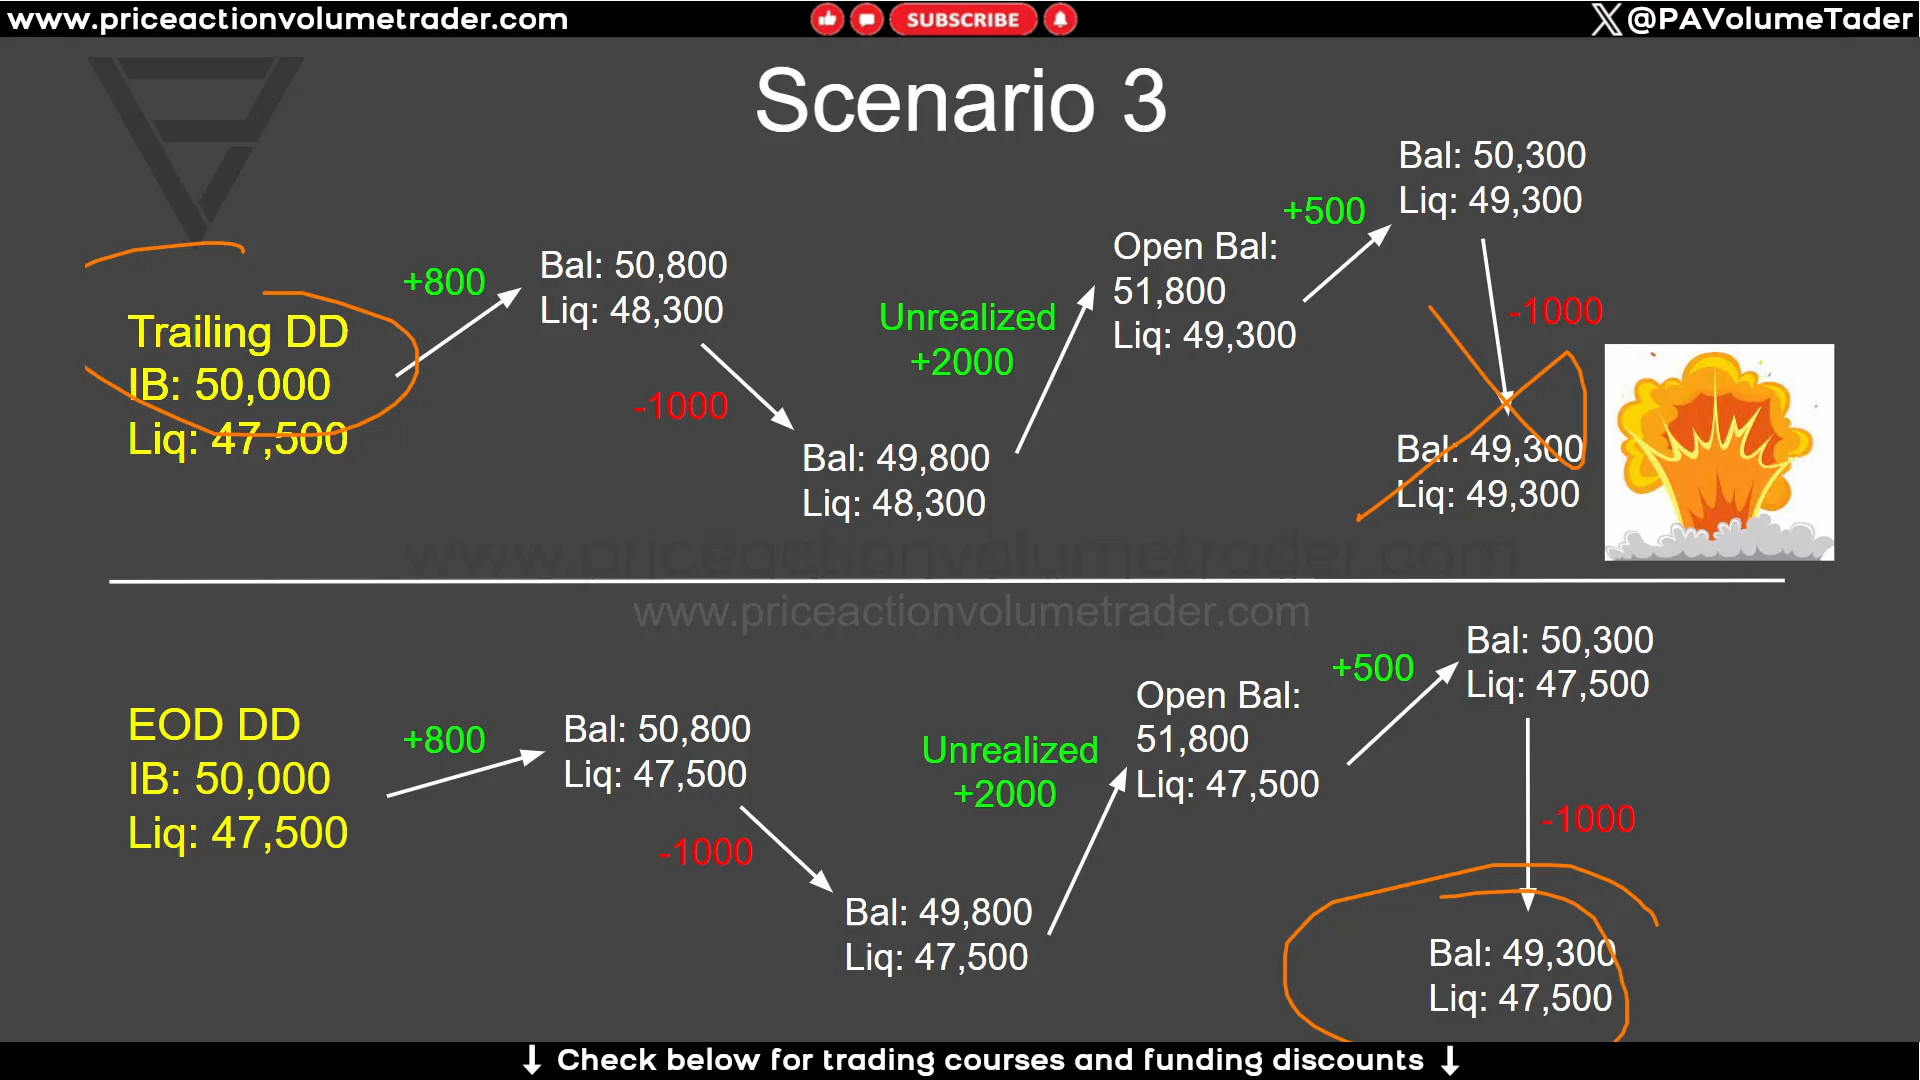 www.priceactionvolumetrader.com
SUBSCRIBE
@PAVolumeTader
Scenario 3
Trailing DD
IB: 50,000
Liq: 47,500
+800
Bal: 50,800
Liq: 48,300
-1000
Bal: 49,800
Liq: 48,300
Unrealized
+2000
Open Bal:
51,800
Liq: 49,300
+500
Bal: 50,300
Liq: 49,300
-1000
Bal: 49,300
Liq: 49,300
www.priceactionvolumetrader.com
www.priceactionvolumetrader.com
EOD DD
IB: 50,000
Liq: 47,500
+800
Bal: 50,800
Liq: 47,500
-1000
Bal: 49,800
Liq: 47,500
Unrealized
+2000
Open Bal:
51,800
Liq: 47,500
+500
Bal: 50,300
Liq: 47,500
-1000
Bal: 49,300
Liq: 47,500
↓ Check below for trading courses and funding discounts ↓